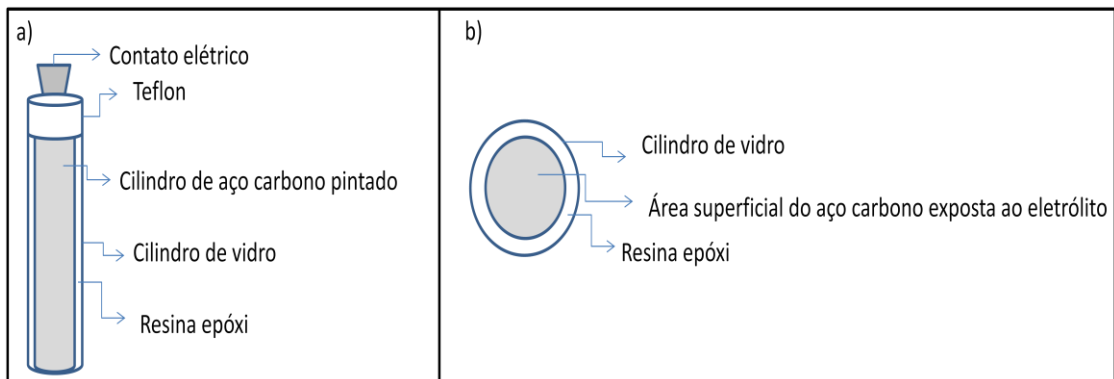 a)
Contato elétrico
Teflon
Cilindro de aço carbono pintado
Cilindro de vidro
Resina epóxi
b)
Cilindro de vidro
Área superficial do aço carbono exposta ao eletrólito
Resina epóxi